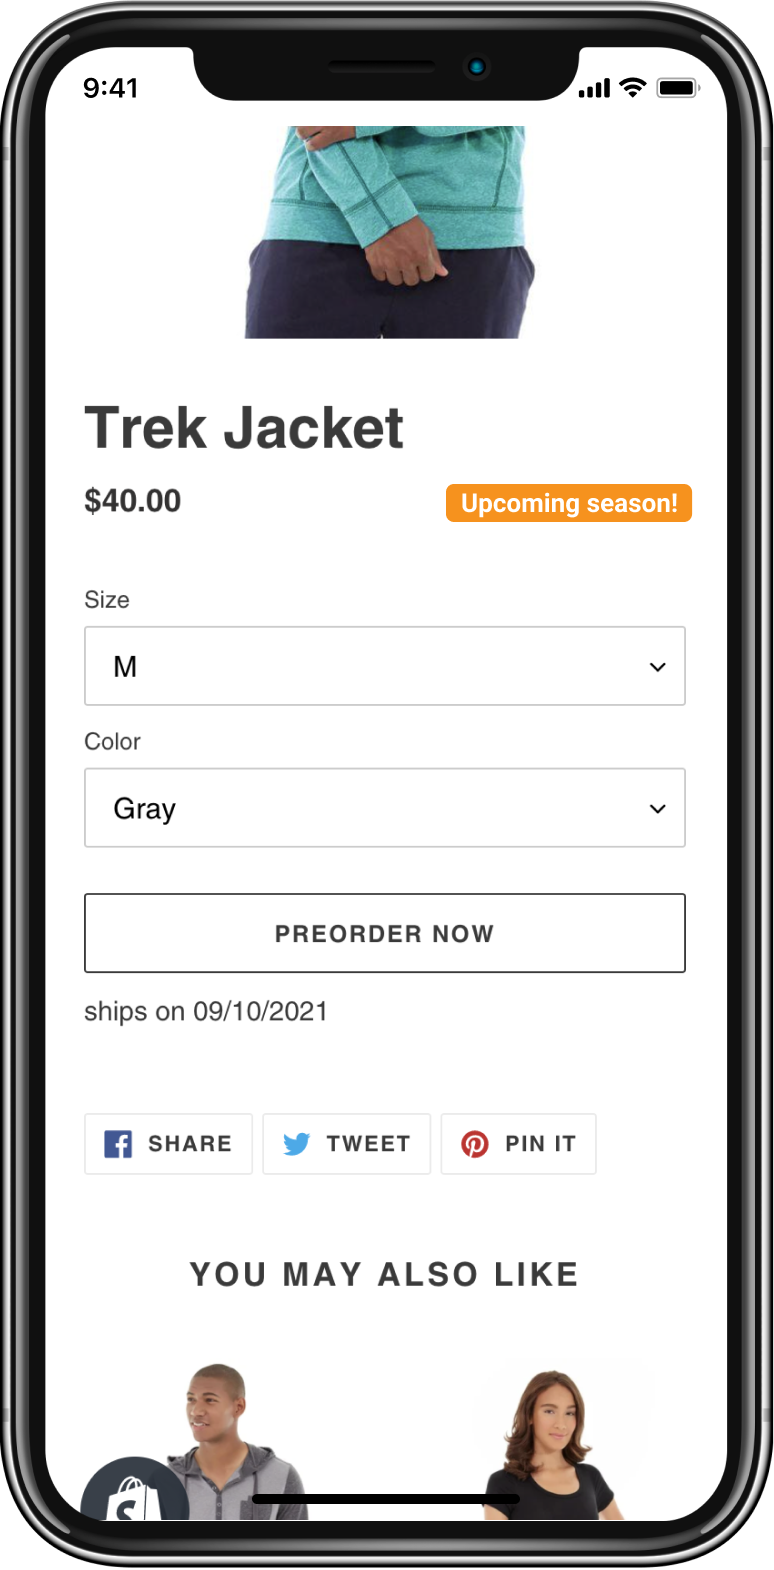 9:41
Trek Jacket
$40.00
Upcoming season!
Size
M
Color
Gray
PREORDER NOW
ships on 09/10/2021
SHARE TWEET PIN IT
YOU MAY ALSO LIKE